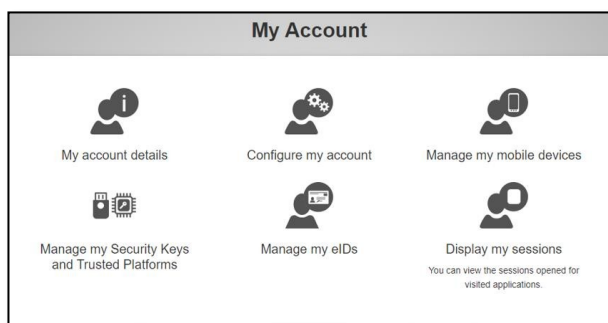 My Account
My account details
Configure my account
Manage my mobile devices
Manage my Security Keys
and Trusted Platforms
Manage my eIDs
Display my sessions
You can view the sessions opened for
visited applications.